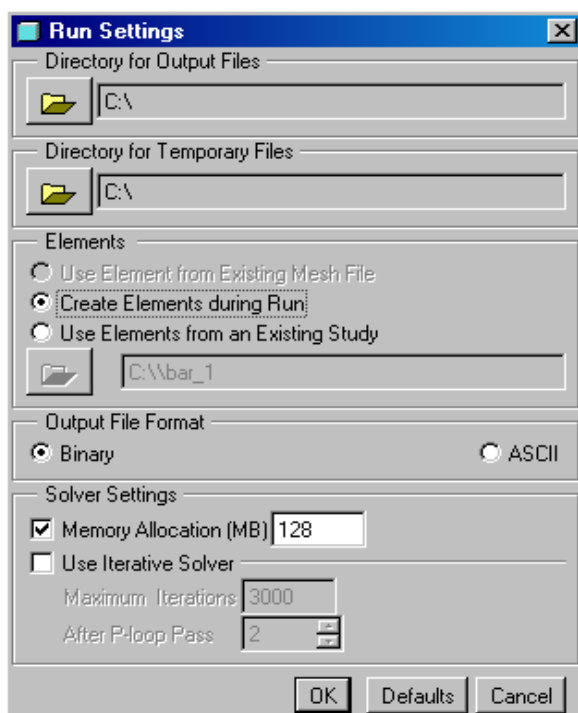 Run Settings
Directory for Output Files
C:\
Directory for Temporary Files
C:\
Elements
Use Element from Existing Mesh File
Create Elements during Run
Use Elements from an Existing Study
C:\\bar_1
Output File Format
Binary ASCII
Solver Settings
Memory Allocation (MB) 128
Use Iterative Solver
Maximum Iterations 3000
After P-loop Pass 2
OK Defaults Cancel